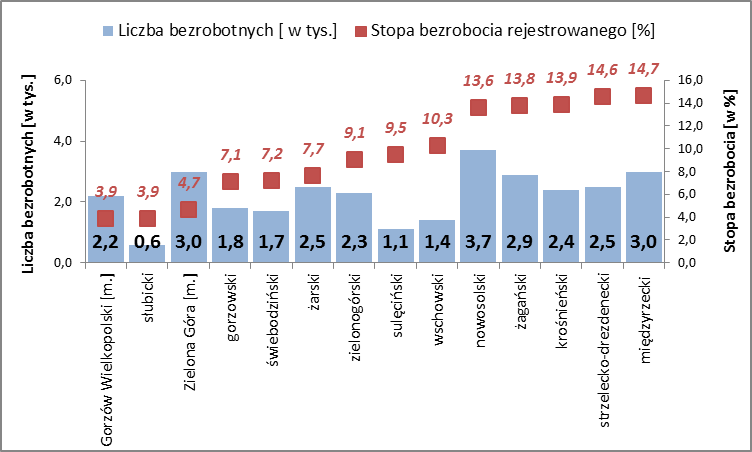 Liczba bezrobotnych [ w tys.] Stopa bezrobocia rejestrowanego [%]
Liczba bezrobotnych [w tys.]
6,0
4,0
2,0
0,0
3,9 3,9 4,7 7,1 7,2 7,7 9,1 9,5 10,3 13,6 13,8 13,9 14,6 14,7
2,2 0,6 3,0 1,8 1,7 2,5 2,3 1,1 1,4 3,7 2,9 2,4 2,5 3,0
16,0
14,0
12,0
10,0
8,0
6,0
4,0
2,0
0,0
Stopa bezrobocia [w %]
Gorzów Wielkopolski [m.]
słubicki
Zielona Góra [m.]
gorzowski
świebodziński
żarski
zielonogórski
sulęciński
wschowski
nowosolski
żagański
krośnieński
strzelecko-drezdenecki
międzyrzecki